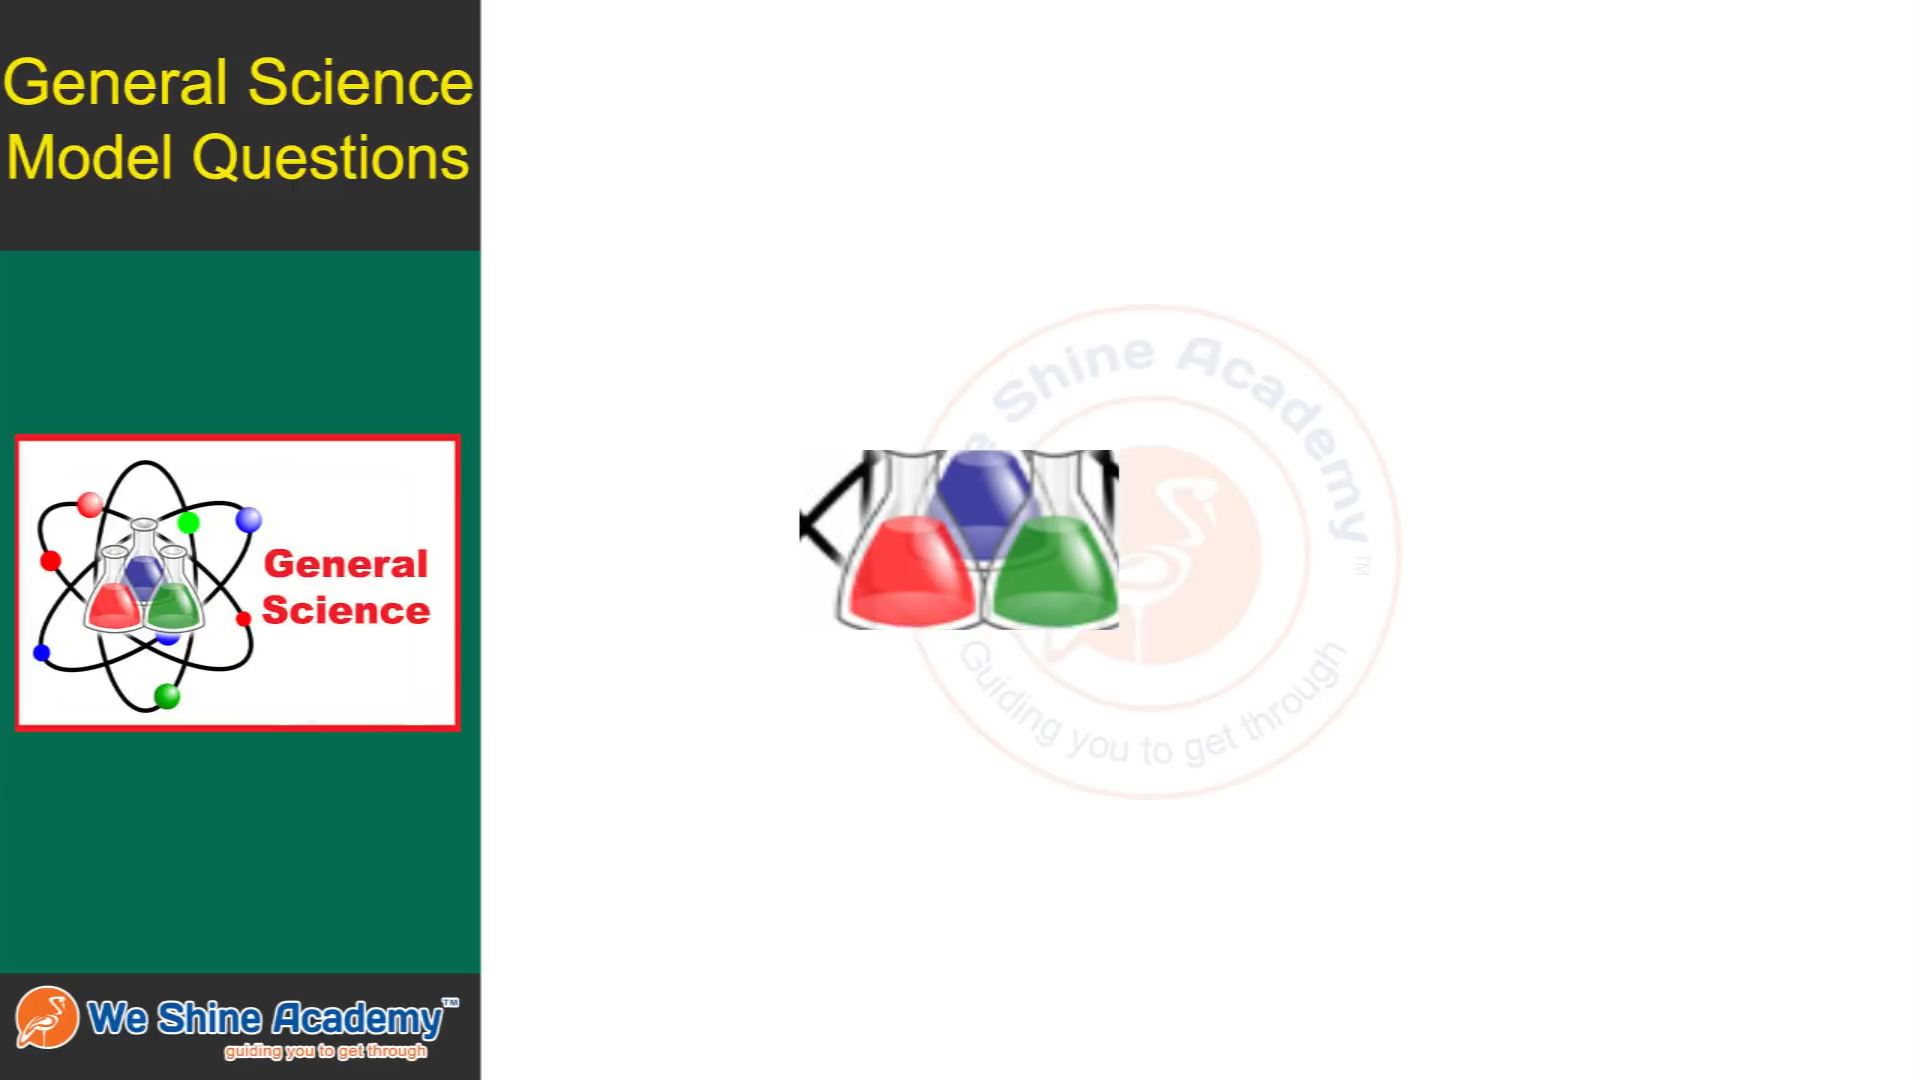 General Science
Model Questions
General
Science
We Shine Academy™
guiding you to get through
e Shine Academy™
Guiding you to get through